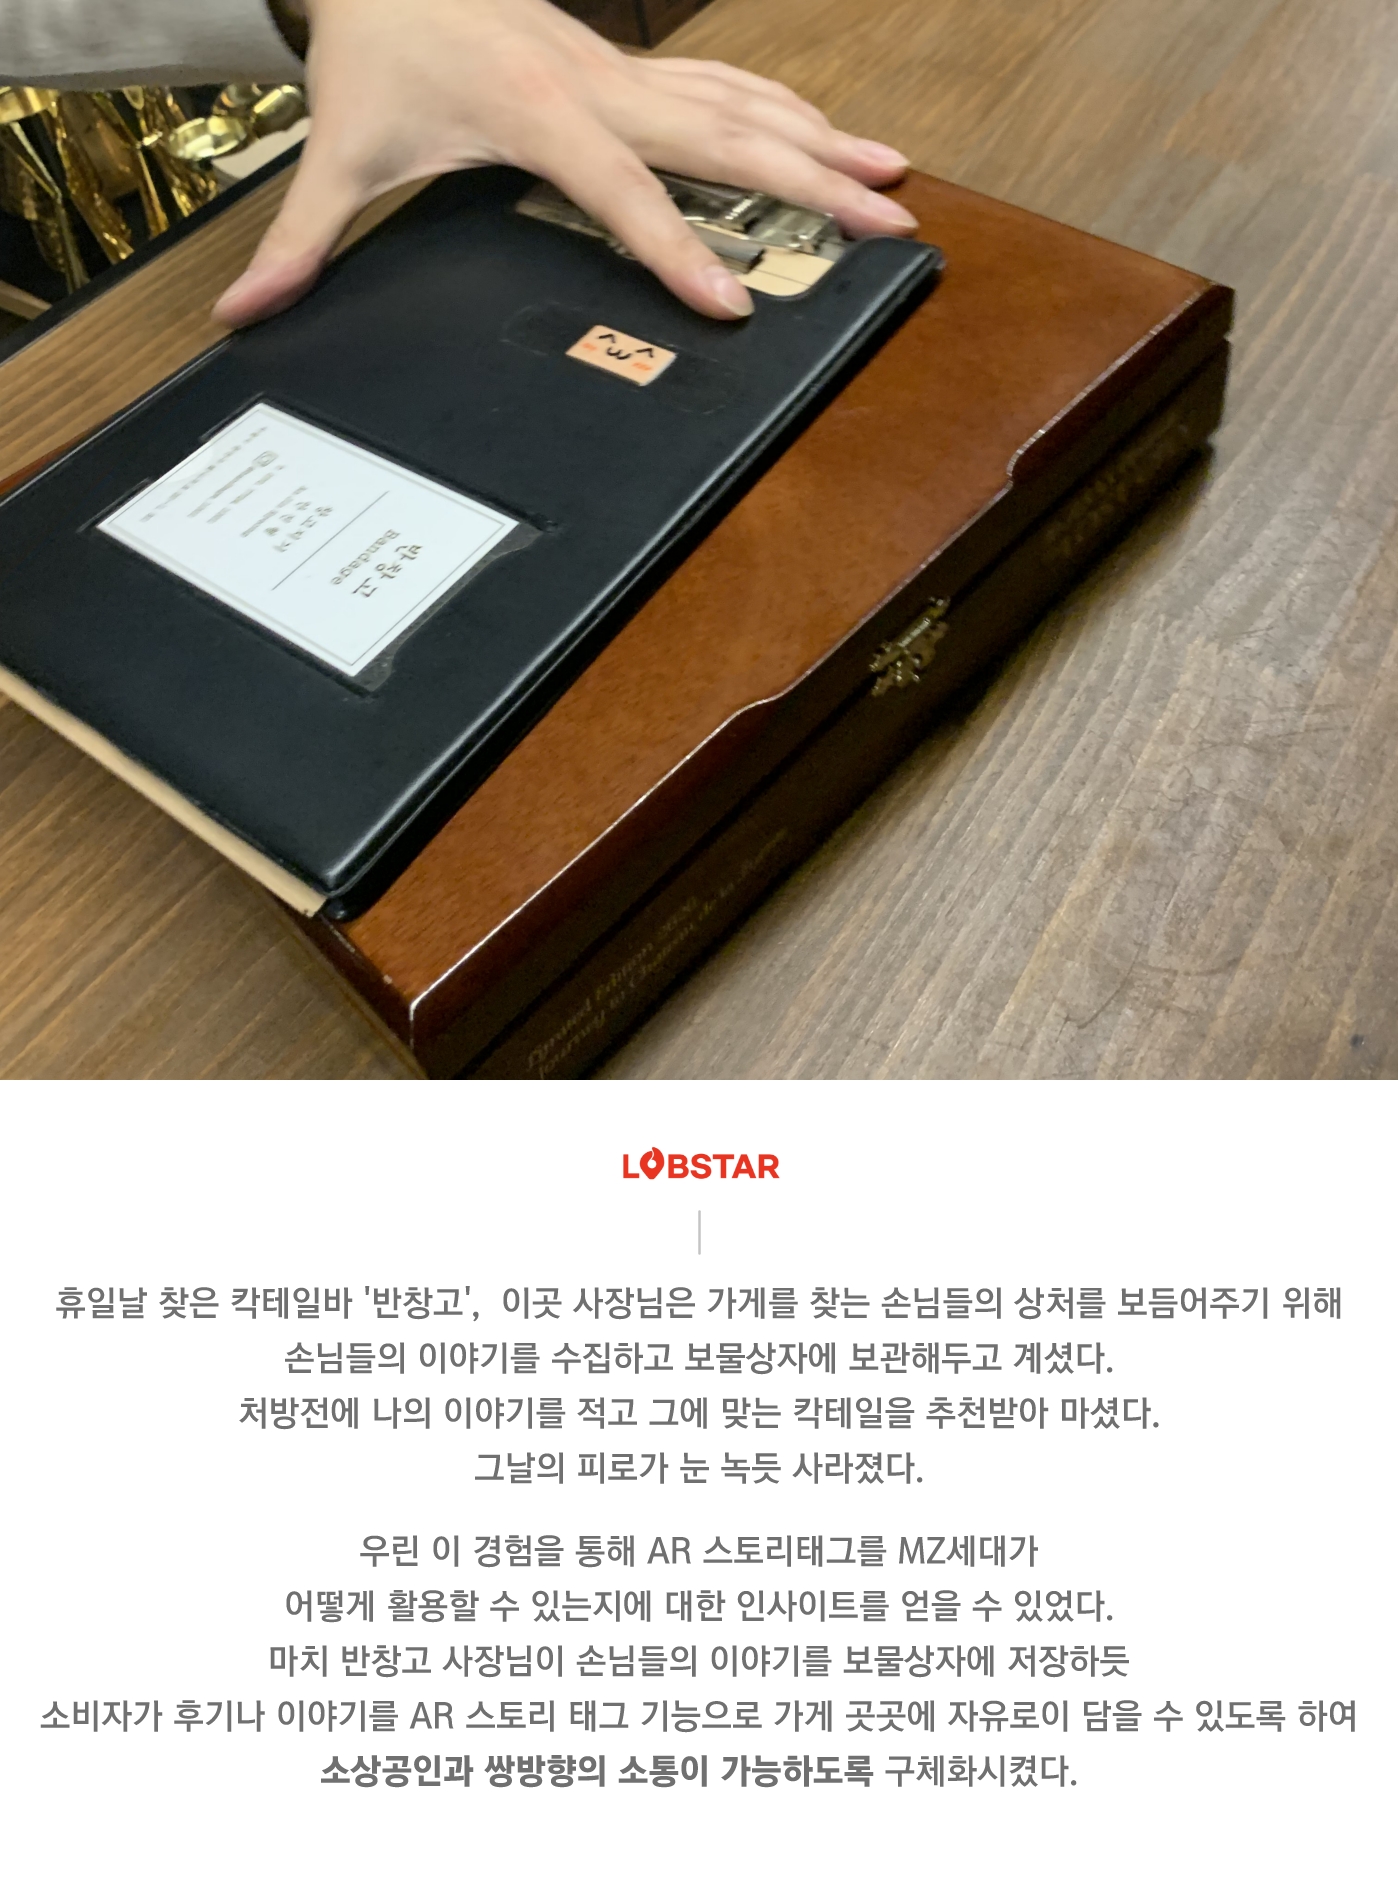 ^3^
반창고
Bandage
Limited Edition 2020
Journey to Charam de la Rume
LOBSTAR
휴일날 찾은 칵테일바 '반창고', 이곳 사장님은 가게를 찾는 손님들의 상처를 보듬어주기 위해
손님들의 이야기를 수집하고 보물상자에 보관해두고 계셨다.
처방전에 나의 이야기를 적고 그에 맞는 칵테일을 추천받아 마셨다.
그날의 피로가 눈 녹듯 사라졌다.
우린 이 경험을 통해 AR 스토리태그를 MZ세대가
어떻게 활용할 수 있는지에 대한 인사이트를 얻을 수 있었다.
마치 반창고 사장님이 손님들의 이야기를 보물상자에 저장하듯
소비자가 후기나 이야기를 AR 스토리 태그 기능으로 가게 곳곳에 자유로이 담을 수 있도록 하여
소상공인과 쌍방향의 소통이 가능하도록 구체화시켰다.